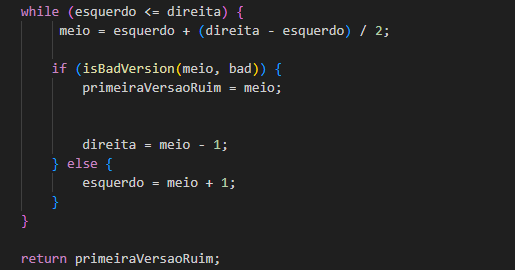 while (esquerdo <= direita) {
meio = esquerdo + (direita - esquerdo) / 2;
if (isBadVersion(meio, bad)) {
primeiraVersaoRuim = meio;
direita = meio - 1;
} else {
esquerdo = meio + 1;
}
}
return primeiraVersaoRuim;